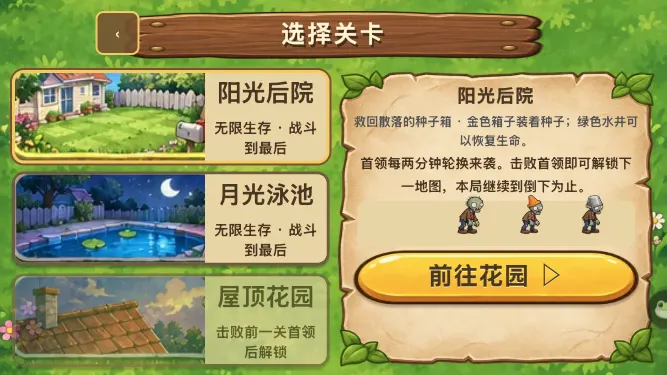 ‹
选择关卡
阳光后院
无限生存 · 战斗
到最后
月光泳池
无限生存 · 战斗
到最后
屋顶花园
击败前一关首领
后解锁
阳光后院
救回散落的种子箱 · 金色箱子装着种子；绿色水井可
以恢复生命。
首领每两分钟轮换来袭。击败首领即可解锁下
一地图，本局继续到倒下为止。
前往花园 ▷